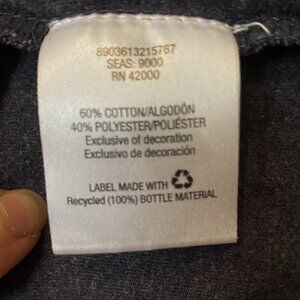 8903613215767
SEAS: 9000
RN 42000
60% COTTON/ALGODÓN
40% POLYESTER/POLIÉSTER
Exclusive of decoration
Exclusivo de decoración
LABEL MADE WITH
Recycled (100%) BOTTLE MATERIAL